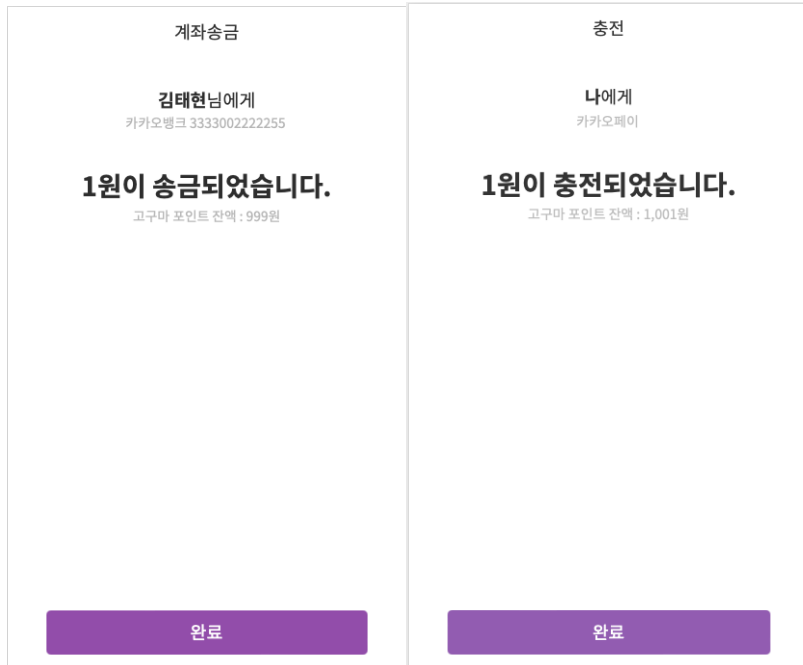 계좌송금
김태현님에게
카카오뱅크 3333002222255
1원이 송금되었습니다.
고구마 포인트 잔액 : 999원
완료
충전
나에게
카카오페이
1원이 충전되었습니다.
고구마 포인트 잔액 : 1,001원
완료